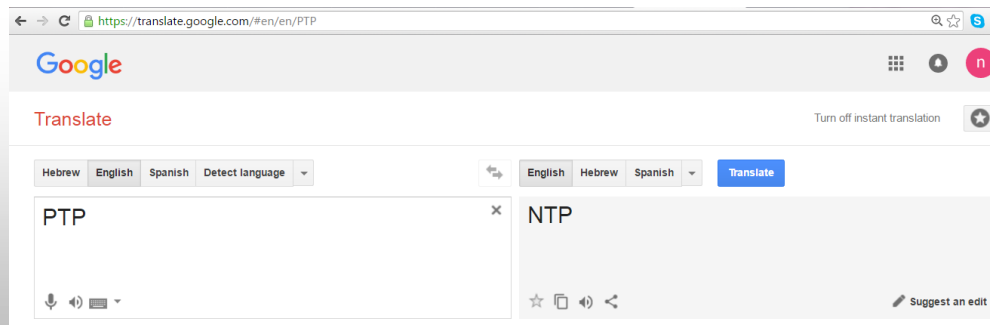 https://translate.google.com/#en/en/PTP
S
Google
n
Translate
Turn off instant translation
Hebrew English Spanish Detect language
English Hebrew Spanish Translate
PTP
NTP
Suggest an edit